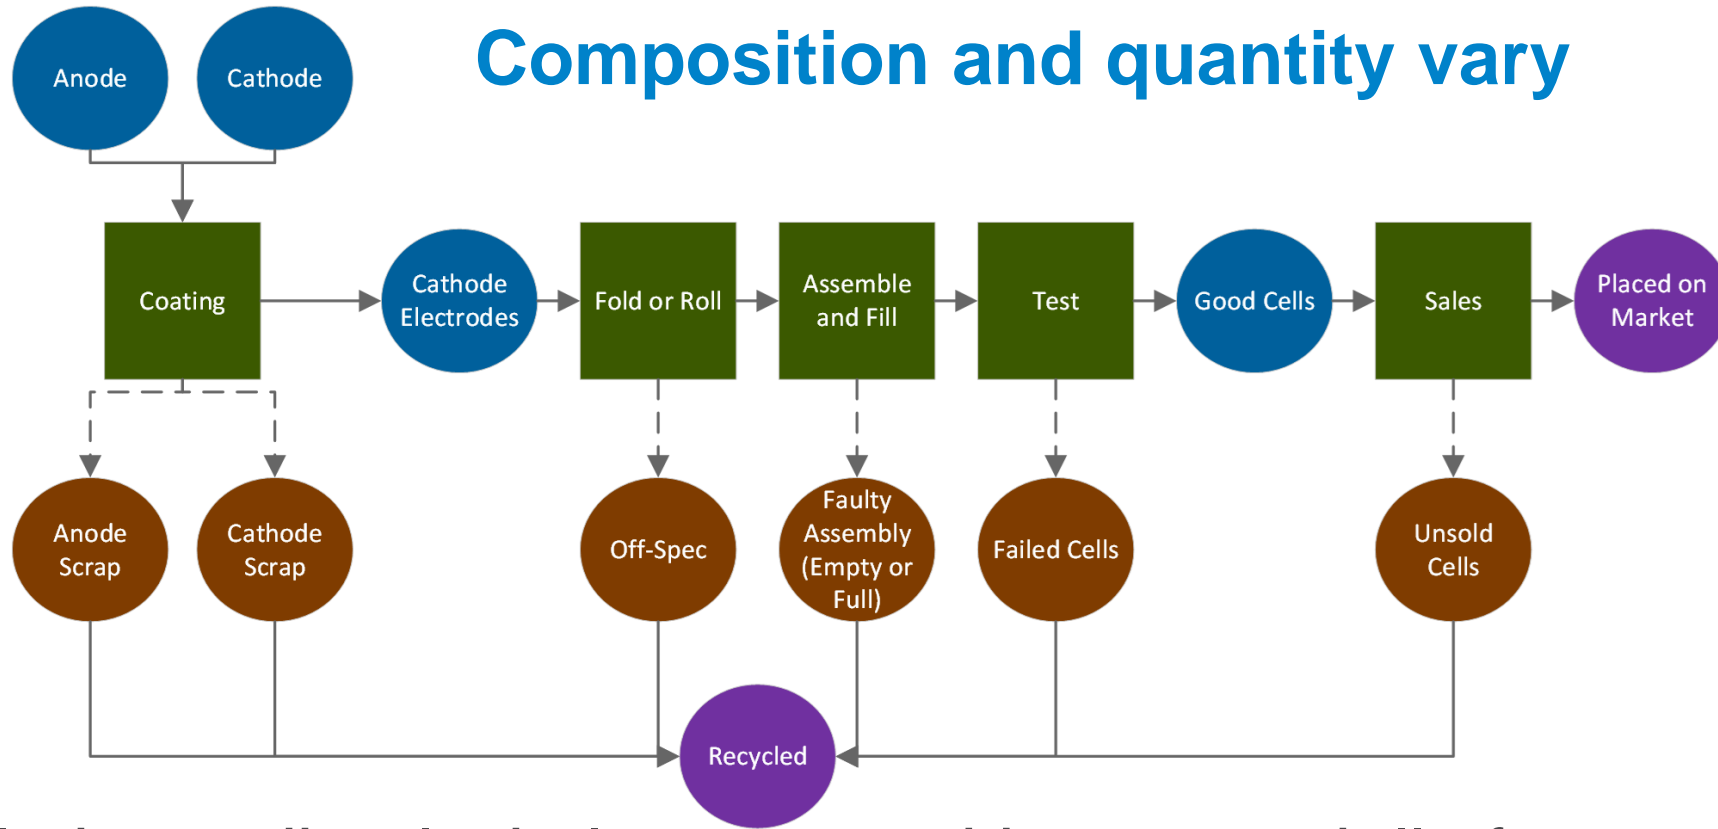 Composition and quantity vary
Anode
Cathode
Coating
Cathode
Electrodes
Fold or Roll
Assemble
and Fill
Test
Good Cells
Sales
Placed on
Market
Anode
Scrap
Cathode
Scrap
Off-Spec
Faulty
Assembly
(Empty or
Full)
Failed Cells
Unsold
Cells
Recycled